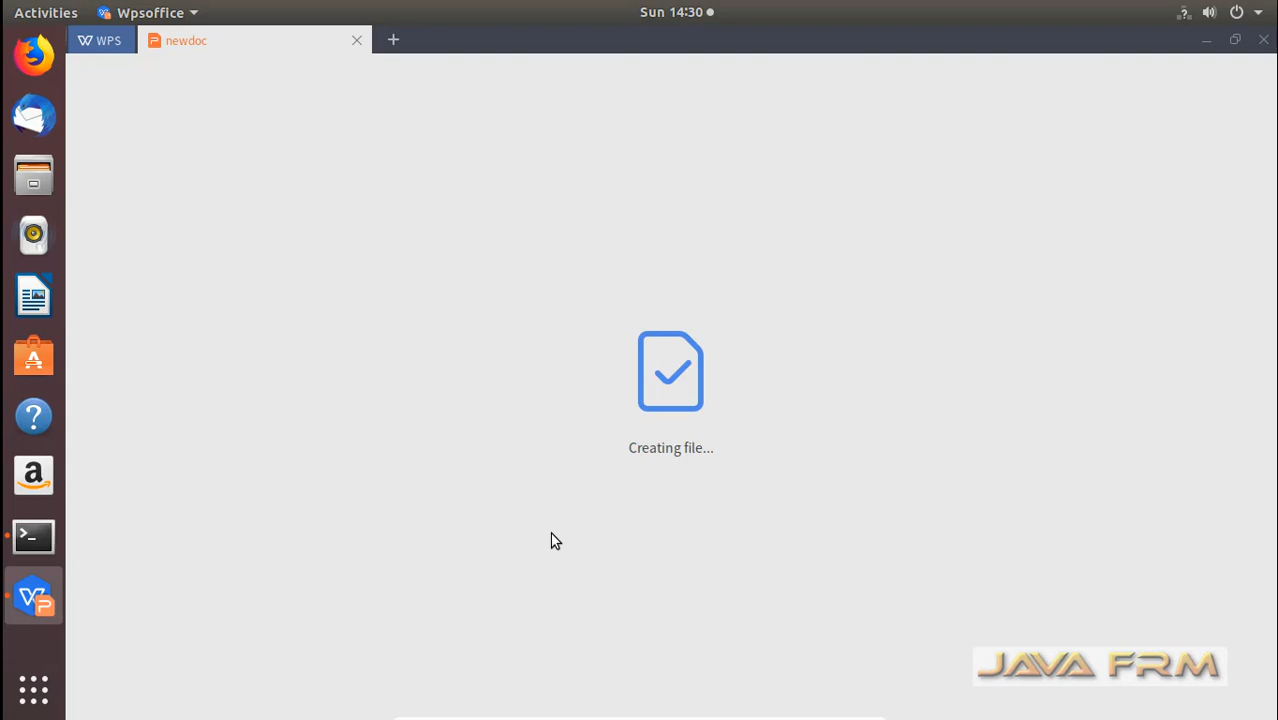 Activities
Wpsoffice
Sun 14:30
WPS
newdoc
Creating file...
JAVA FRM